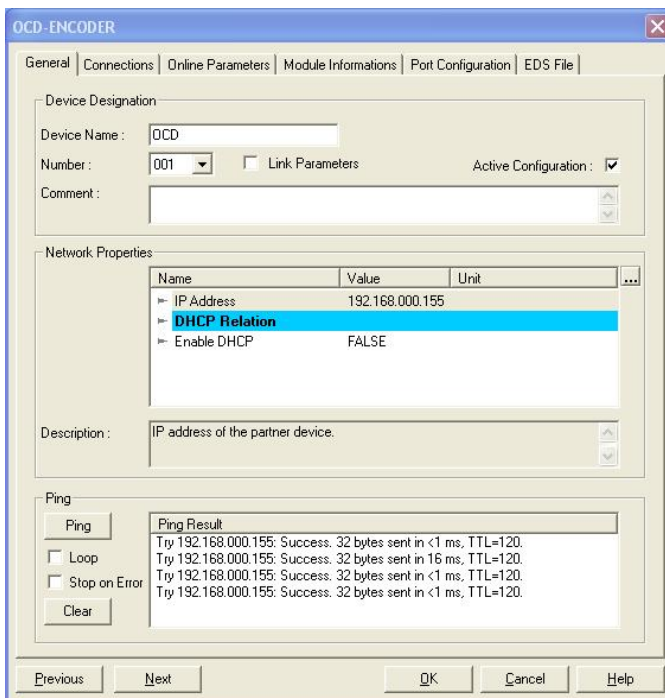 OCD-ENCODER
General Connections Online Parameters Module Informations Port Configuration EDS File
Device Designation
Device Name : OCD
Number : 001 Link Parameters Active Configuration :
Comment :
Network Properties
Name Value Unit ...
IP Address 192.168.000.155
DHCP Relation
Enable DHCP FALSE
Description : IP address of the partner device.
Ping
Ping Ping Result
Try 192.168.000.155: Success. 32 bytes sent in <1 ms, TTL=120.
Loop Try 192.168.000.155: Success. 32 bytes sent in 16 ms, TTL=120.
Try 192.168.000.155: Success. 32 bytes sent in <1 ms, TTL=120.
Stop on Error Try 192.168.000.155: Success. 32 bytes sent in <1 ms, TTL=120.
Clear
Previous Next OK Cancel Help